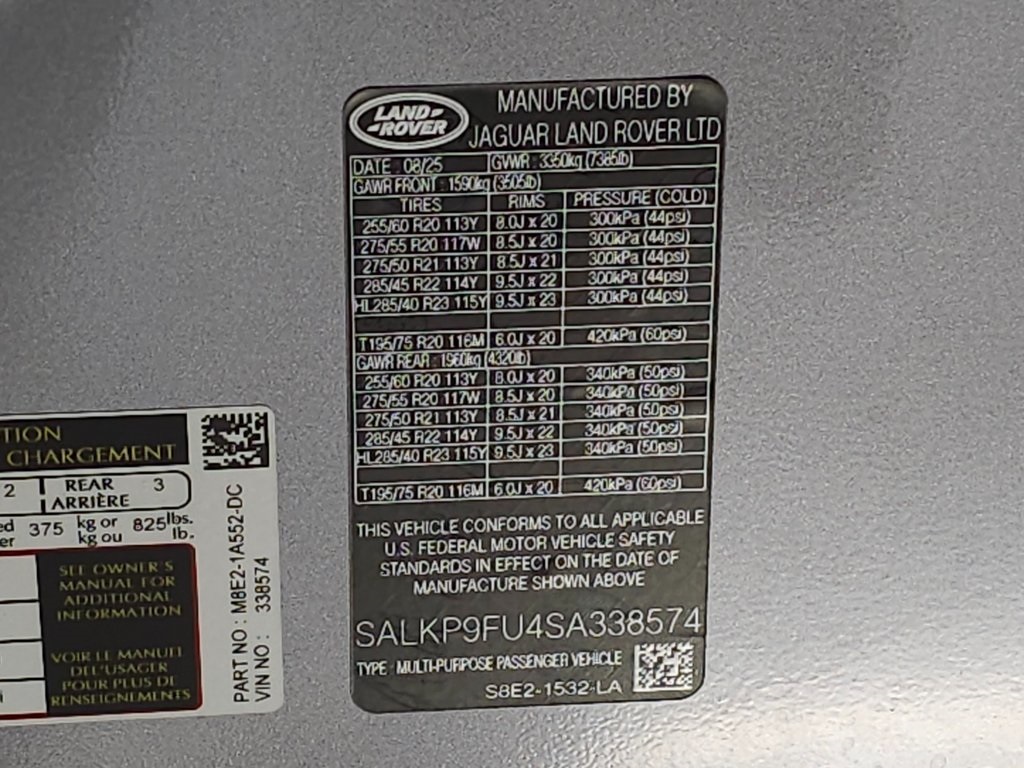 LAND-
-ROVER
MANUFACTURED BY
JAGUAR LAND ROVER LTD
DATE : 08/25 GVWR : 3350kg (7385lb)
GAWR FRONT : 1590kg (3505lb)
TIRES RIMS PRESSURE (COLD)
255/60 R20 113Y 8.0J x 20 300kPa (44psi)
275/55 R20 117W 8.5J x 20 300kPa (44psi)
275/50 R21 113Y 8.5J x 21 300kPa (44psi)
285/45 R22 114Y 9.5J x 22 300kPa (44psi)
HL285/40 R23 115Y 9.5J x 23 300kPa (44psi)
T195/75 R20 116M 6.0J x 20 420kPa (60psi)
GAWR REAR : 1960kg (4320lb)
255/60 R20 113Y 8.0J x 20 340kPa (50psi)
275/55 R20 117W 8.5J x 20 340kPa (50psi)
275/50 R21 113Y 8.5J x 21 340kPa (50psi)
285/45 R22 114Y 9.5J x 22 340kPa (50psi)
HL285/40 R23 115Y 9.5J x 23 340kPa (50psi)
T195/75 R20 116M 6.0J x 20 420kPa (60psi)
THIS VEHICLE CONFORMS TO ALL APPLICABLE
U.S. FEDERAL MOTOR VEHICLE SAFETY
STANDARDS IN EFFECT ON THE DATE OF
MANUFACTURE SHOWN ABOVE
SALKP9FU4SA338574
TYPE : MULTI-PURPOSE PASSENGER VEHICLE
S8E2-1532-LA
TION
CHARGEMENT
2 REAR 3
ARRIÈRE
ed 375 kg or 825 lbs.
er kg ou lb.
SEE OWNER'S
MANUAL FOR
ADDITIONAL
INFORMATION
VOIR LE MANUEL
DE L'USAGER
POUR PLUS DE
RENSEIGNEMENTS
PART NO : M8E2-1A552-DC
VIN NO : 338574